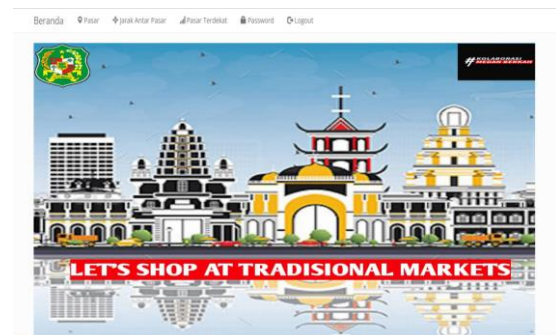 Beranda Pasar Jarak Antar Pasar Pasar Terdekat Password Logout
#KOLABORASI
MEDAN BERKAH
LET'S SHOP AT TRADISIONAL MARKETS